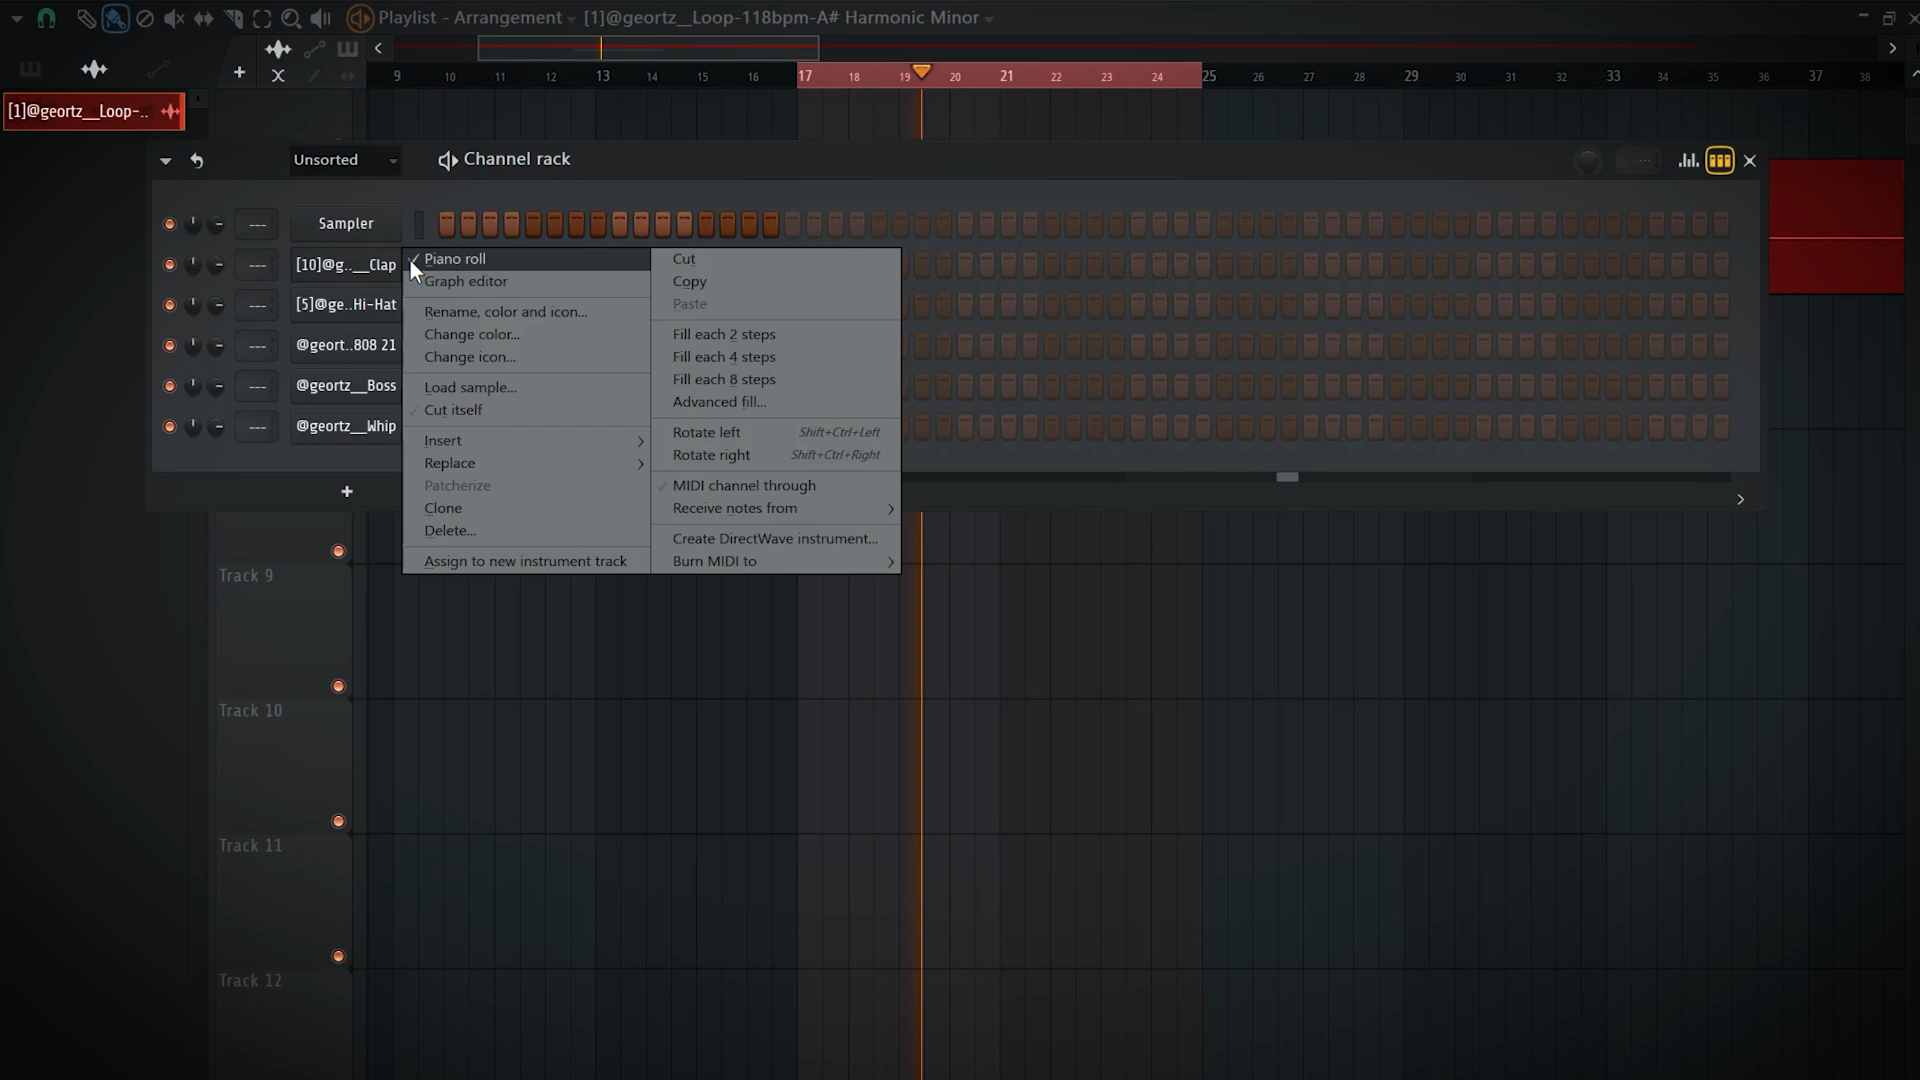 Playlist - Arrangement [1]@geortz__Loop-118bpm-A# Harmonic Minor
9 10 11 12 13 14 15 16 17 18 19 20 21 22 23 24 25 26 27 28 29 30 31 32 33 34 35 36 37 38
[1]@geortz__Loop-..
Unsorted
Channel rack
--- Sampler
--- [10]@g..__Clap
--- [5]@ge..Hi-Hat
--- @geort..808 21
--- @geortz__Boss
--- @geortz__Whip
+
Piano roll
Graph editor
Rename, color and icon...
Change color...
Change icon...
Load sample...
Cut itself
Insert
Replace
Patcherize
Clone
Delete...
Assign to new instrument track
Cut
Copy
Paste
Fill each 2 steps
Fill each 4 steps
Fill each 8 steps
Advanced fill...
Rotate left Shift+Ctrl+Left
Rotate right Shift+Ctrl+Right
MIDI channel through
Receive notes from
Create DirectWave instrument...
Burn MIDI to
Track 9
Track 10
Track 11
Track 12